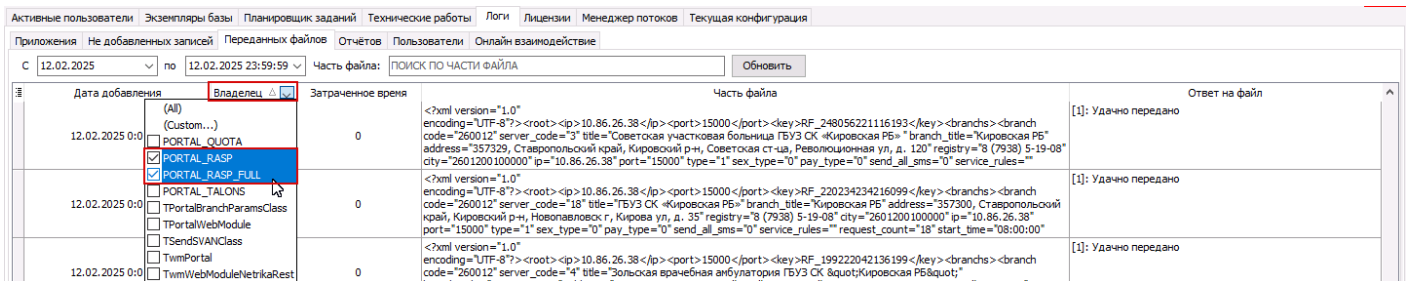 Активные пользователи Экземпляры базы Планировщик заданий Технические работы Логи Лицензии Менеджер потоков Текущая конфигурация
Приложения Не добавленных записей Переданных файлов Отчётов Пользователи Онлайн взаимодействие
С 12.02.2025 по 12.02.2025 23:59:59 Часть файла: ПОИСК ПО ЧАСТИ ФАЙЛА Обновить
Дата добавления Владелец Затраченное время Часть файла Ответ на файл
(All)
(Custom...)
PORTAL_QUOTA
PORTAL_RASP
PORTAL_RASP_FULL
PORTAL_TALONS
TPortalBranchParamsClass
TPortalWebModule
TSendSVANClass
TwmPortal
TwmWebModuleNetrikaRest
12.02.2025 0:0 0
<?xml version="1.0"
encoding="UTF-8"?><root><ip>10.86.26.38</ip><port>15000</port><key>RF_248056221116193</key><branchs><branch
code="260012" server_code="3" title="Советская участковая больница ГБУЗ СК «Кировская РБ» " branch_title="Кировская РБ"
address="357329, Ставропольский край, Кировский р-н, Советская ст-ца, Революционная ул, д. 120" registry="8 (7938) 5-19-08"
city="2601200100000" ip="10.86.26.38" port="15000" type="1" sex_type="0" pay_type="0" send_all_sms="0" service_rules=""
[1]: Удачно передано
12.02.2025 0:0 0
<?xml version="1.0"
encoding="UTF-8"?><root><ip>10.86.26.38</ip><port>15000</port><key>RF_220234234216099</key><branchs><branch
code="260012" server_code="18" title="ГБУЗ СК «Кировская РБ»" branch_title="Кировская РБ" address="357300, Ставропольский
край, Кировский р-н, Новопавловск г, Кирова ул, д. 35" registry="8 (7938) 5-19-08" city="2601200100000" ip="10.86.26.38"
port="15000" type="1" sex_type="0" pay_type="0" send_all_sms="0" service_rules="" request_count="18" start_time="08:00:00"
[1]: Удачно передано
12.02.2025 0:0 0
<?xml version="1.0"
encoding="UTF-8"?><root><ip>10.86.26.38</ip><port>15000</port><key>RF_199222042136199</key><branchs><branch
code="260012" server_code="4" title="Зольская врачебная амбулатория ГБУЗ СК &quot;Кировская РБ&quot;"
[1]: Удачно передано